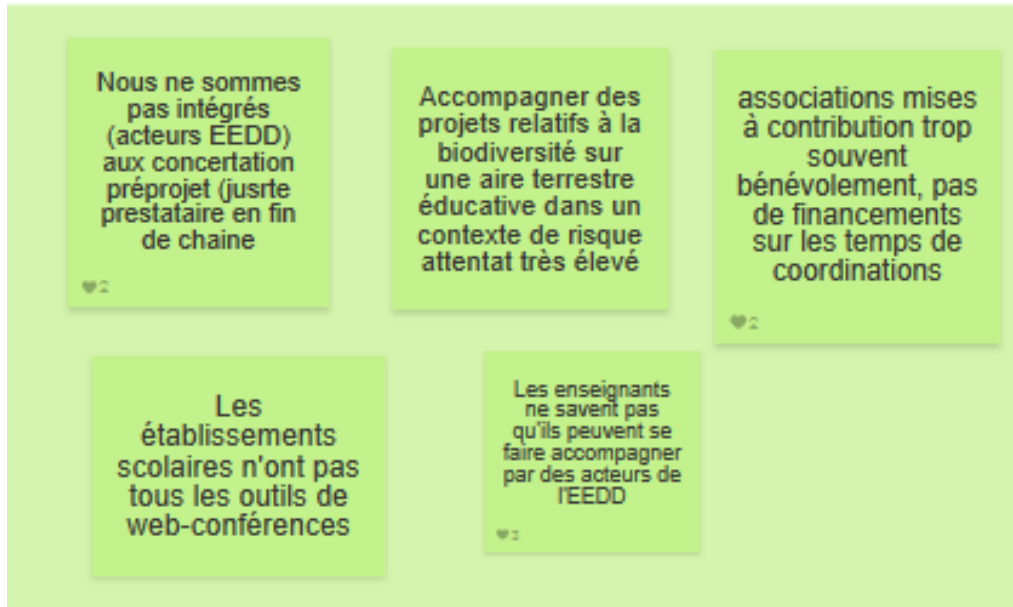 Nous ne sommes
pas intégrés
(acteurs EEDD)
aux concertation
préprojet (jusrte
prestataire en fin
de chaine
2
Accompagner des
projets relatifs à la
biodiversité sur
une aire terrestre
éducative dans un
contexte de risque
attentat très élevé
associations mises
à contribution trop
souvent
bénévolement, pas
de financements
sur les temps de
coordinations
2
Les
établissements
scolaires n'ont pas
tous les outils de
web-conférences
Les enseignants
ne savent pas
qu'ils peuvent se
faire accompagner
par des acteurs de
l'EEDD